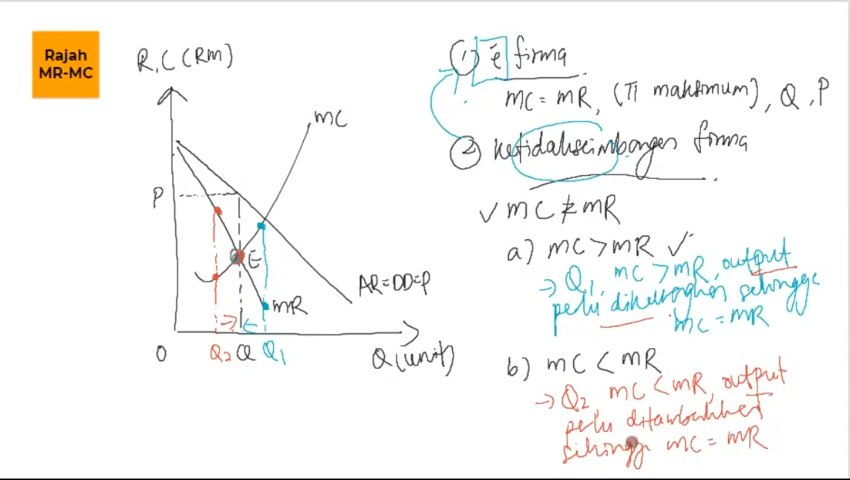 Rajah
MR-MC
R, C (RM)
MC
P
E
AR=DD=P
MR
O
Q2 Q Q1
Q (unit)
① ē firma
MC = MR, (π maksimum), Q, P
② Ketidakseimbangan firma
✓ MC ≠ MR
a) MC > MR ✓
→ Q1, MC > MR, output
perlu dikurangkan sehingga
MC = MR
b) MC < MR
→ Q2, MC < MR, output
perlu ditambahkan
sehingga MC = MR